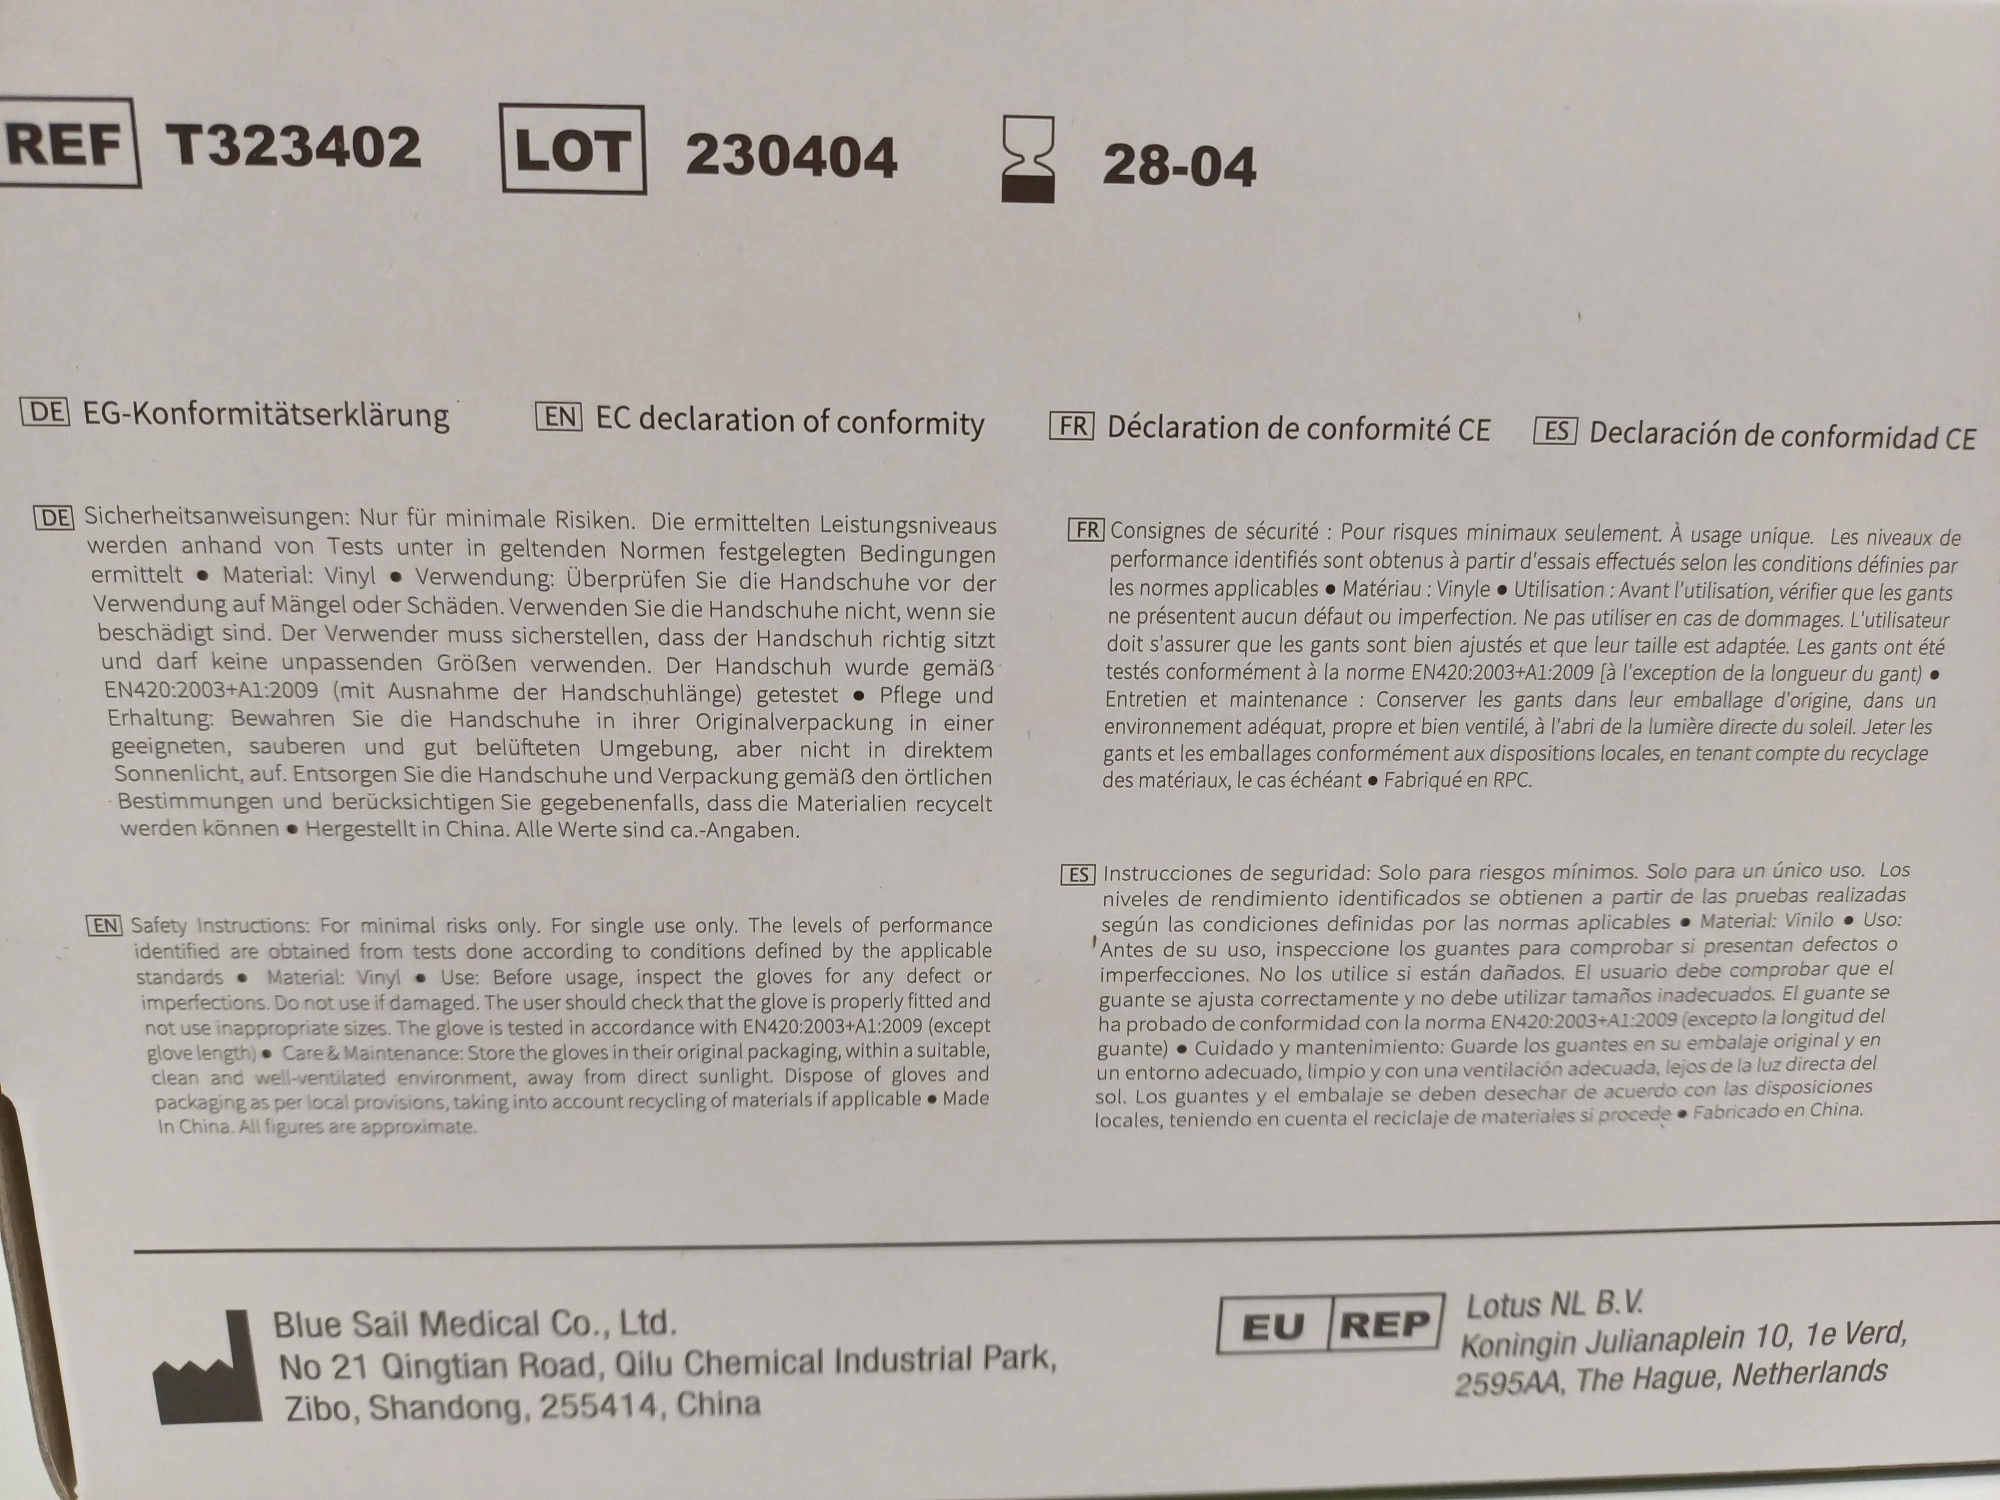 REF T323402 LOT 230404 28-04
DE EG-Konformitätserklärung EN EC declaration of conformity FR Déclaration de conformité CE ES Declaración de conformidad CE
DE Sicherheitsanweisungen: Nur für minimale Risiken. Die ermittelten Leistungsniveaus
werden anhand von Tests unter in geltenden Normen festgelegten Bedingungen
ermittelt ● Material: Vinyl ● Verwendung: Überprüfen Sie die Handschuhe vor der
Verwendung auf Mängel oder Schäden. Verwenden Sie die Handschuhe nicht, wenn sie
beschädigt sind. Der Verwender muss sicherstellen, dass der Handschuh richtig sitzt
und darf keine unpassenden Größen verwenden. Der Handschuh wurde gemäß
EN420:2003+A1:2009 (mit Ausnahme der Handschuhlänge) getestet ● Pflege und
Erhaltung: Bewahren Sie die Handschuhe in ihrer Originalverpackung in einer
geeigneten, sauberen und gut belüfteten Umgebung, aber nicht in direktem
Sonnenlicht, auf. Entsorgen Sie die Handschuhe und Verpackung gemäß den örtlichen
Bestimmungen und berücksichtigen Sie gegebenenfalls, dass die Materialien recycelt
werden können ● Hergestellt in China. Alle Werte sind ca.-Angaben.
EN Safety Instructions: For minimal risks only. For single use only. The levels of performance
identified are obtained from tests done according to conditions defined by the applicable
standards ● Material: Vinyl ● Use: Before usage, inspect the gloves for any defect or
imperfections. Do not use if damaged. The user should check that the glove is properly fitted and
not use inappropriate sizes. The glove is tested in accordance with EN420:2003+A1:2009 (except
glove length) ● Care & Maintenance: Store the gloves in their original packaging, within a suitable,
clean and well-ventilated environment, away from direct sunlight. Dispose of gloves and
packaging as per local provisions, taking into account recycling of materials if applicable ● Made
In China. All figures are approximate.
FR Consignes de sécurité : Pour risques minimaux seulement. À usage unique. Les niveaux de
performance identifiés sont obtenus à partir d'essais effectués selon les conditions définies par
les normes applicables ● Matériau : Vinyle ● Utilisation : Avant l'utilisation, vérifier que les gants
ne présentent aucun défaut ou imperfection. Ne pas utiliser en cas de dommages. L'utilisateur
doit s'assurer que les gants sont bien ajustés et que leur taille est adaptée. Les gants ont été
testés conformément à la norme EN420:2003+A1:2009 [à l'exception de la longueur du gant) ●
Entretien et maintenance : Conserver les gants dans leur emballage d'origine, dans un
environnement adéquat, propre et bien ventilé, à l'abri de la lumière directe du soleil. Jeter les
gants et les emballages conformément aux dispositions locales, en tenant compte du recyclage
des matériaux, le cas échéant ● Fabriqué en RPC.
ES Instrucciones de seguridad: Solo para riesgos mínimos. Solo para un único uso. Los
niveles de rendimiento identificados se obtienen a partir de las pruebas realizadas
según las condiciones definidas por las normas aplicables ● Material: Vinilo ● Uso:
Antes de su uso, inspeccione los guantes para comprobar si presentan defectos o
imperfecciones. No los utilice si están dañados. El usuario debe comprobar que el
guante se ajusta correctamente y no debe utilizar tamaños inadecuados. El guante se
ha probado de conformidad con la norma EN420:2003+A1:2009 (excepto la longitud del
guante) ● Cuidado y mantenimiento: Guarde los guantes en su embalaje original y en
un entorno adecuado, limpio y con una ventilación adecuada, lejos de la luz directa del
sol. Los guantes y el embalaje se deben desechar de acuerdo con las disposiciones
locales, teniendo en cuenta el reciclaje de materiales si procede ● Fabricado en China.
Blue Sail Medical Co., Ltd.
No 21 Qingtian Road, Qilu Chemical Industrial Park,
Zibo, Shandong, 255414, China
EU REP Lotus NL B.V.
Koningin Julianaplein 10, 1e Verd,
2595AA, The Hague, Netherlands